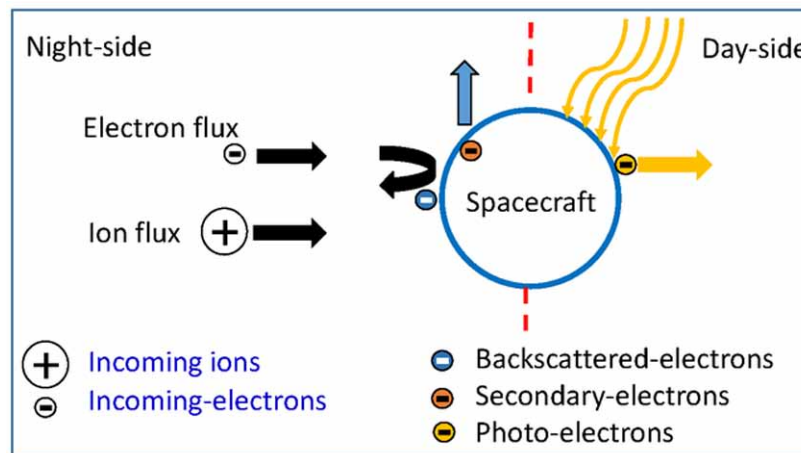 Night-side
Day-side
Electron flux
Ion flux
Spacecraft
Incoming ions
Incoming-electrons
Backscattered-electrons
Secondary-electrons
Photo-electrons